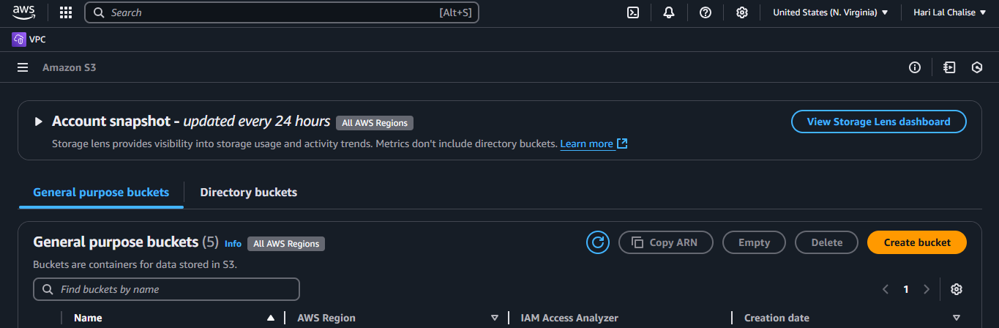 aws
Search [Alt+S]
United States (N. Virginia) Hari Lal Chalise
VPC
Amazon S3
Account snapshot - updated every 24 hours All AWS Regions
View Storage Lens dashboard
Storage lens provides visibility into storage usage and activity trends. Metrics don't include directory buckets. Learn more
General purpose buckets Directory buckets
General purpose buckets (5) Info All AWS Regions
Copy ARN Empty Delete Create bucket
Buckets are containers for data stored in S3.
Find buckets by name
1
Name AWS Region IAM Access Analyzer Creation date